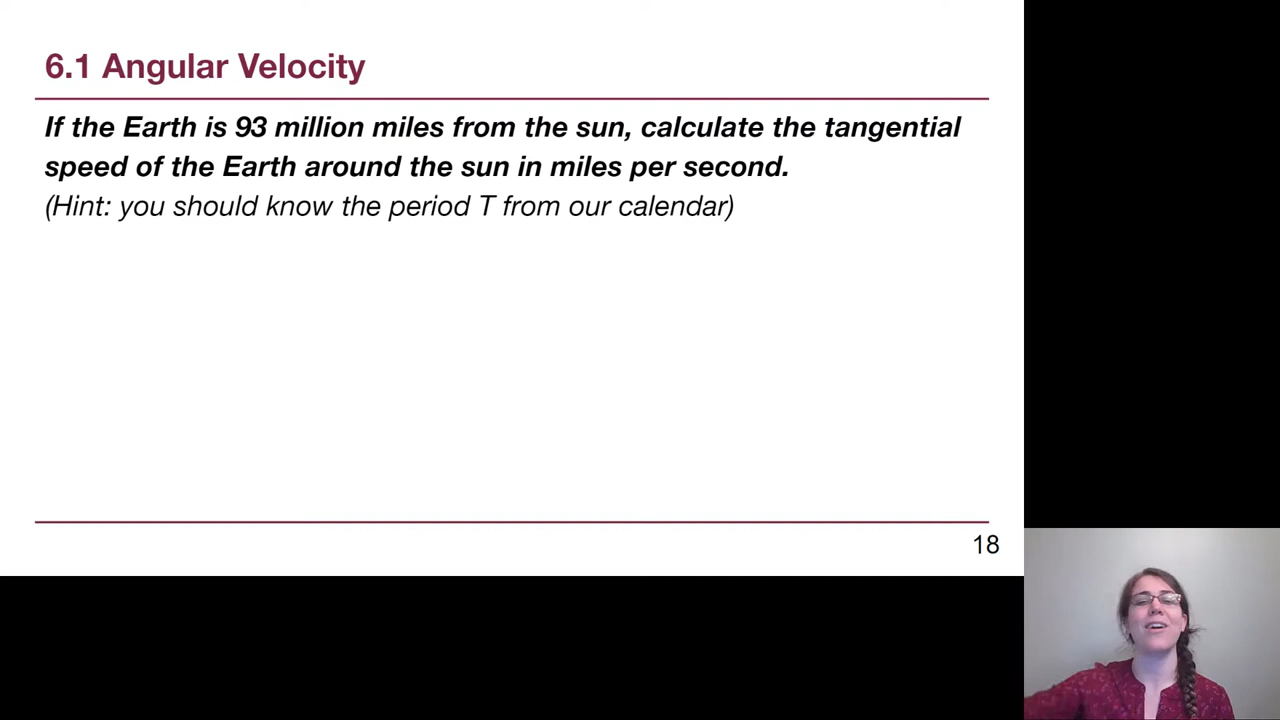 6.1 Angular Velocity
If the Earth is 93 million miles from the sun, calculate the tangential
speed of the Earth around the sun in miles per second.
(Hint: you should know the period T from our calendar)
18